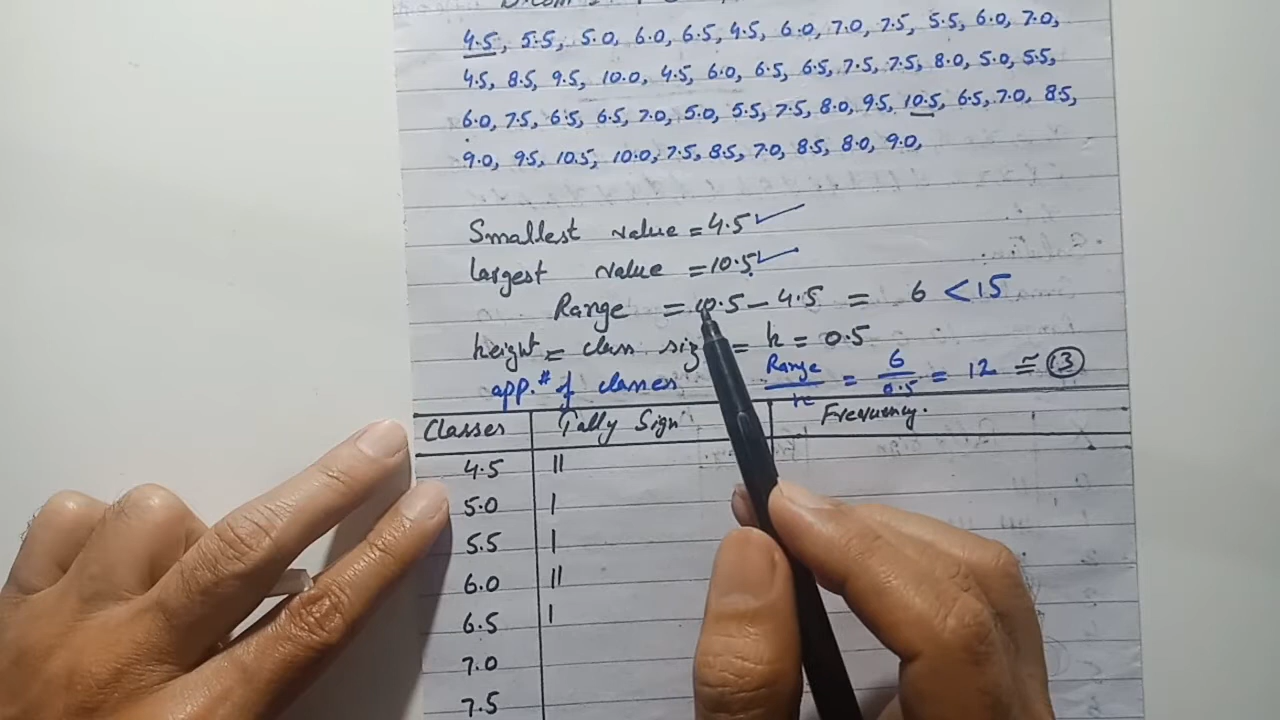 4.5, 5.5, 5.0, 6.0, 6.5, 4.5, 6.0, 7.0, 7.5, 5.5, 6.0, 7.0,
4.5, 8.5, 9.5, 10.0, 4.5, 6.0, 6.5, 6.5, 7.5, 7.5, 8.0, 5.0, 5.5,
6.0, 7.5, 6.5, 6.5, 7.0, 5.0, 5.5, 7.5, 8.0, 9.5, 10.5, 6.5, 7.0, 8.5,
9.0, 9.5, 10.5, 10.0, 7.5, 8.5, 7.0, 8.5, 8.0, 9.0,
Smallest value = 4.5 ✓
largest value = 10.5 ✓
Range = 10.5 - 4.5 = 6 < 15
height = class = h = 0.5
app. # of classes Range/h = 6/0.5 = 12 ≅ 13
Classes Tally Sign Frequency.
4.5 ||
5.0 |
5.5 |
6.0 ||
6.5 |
7.0
7.5